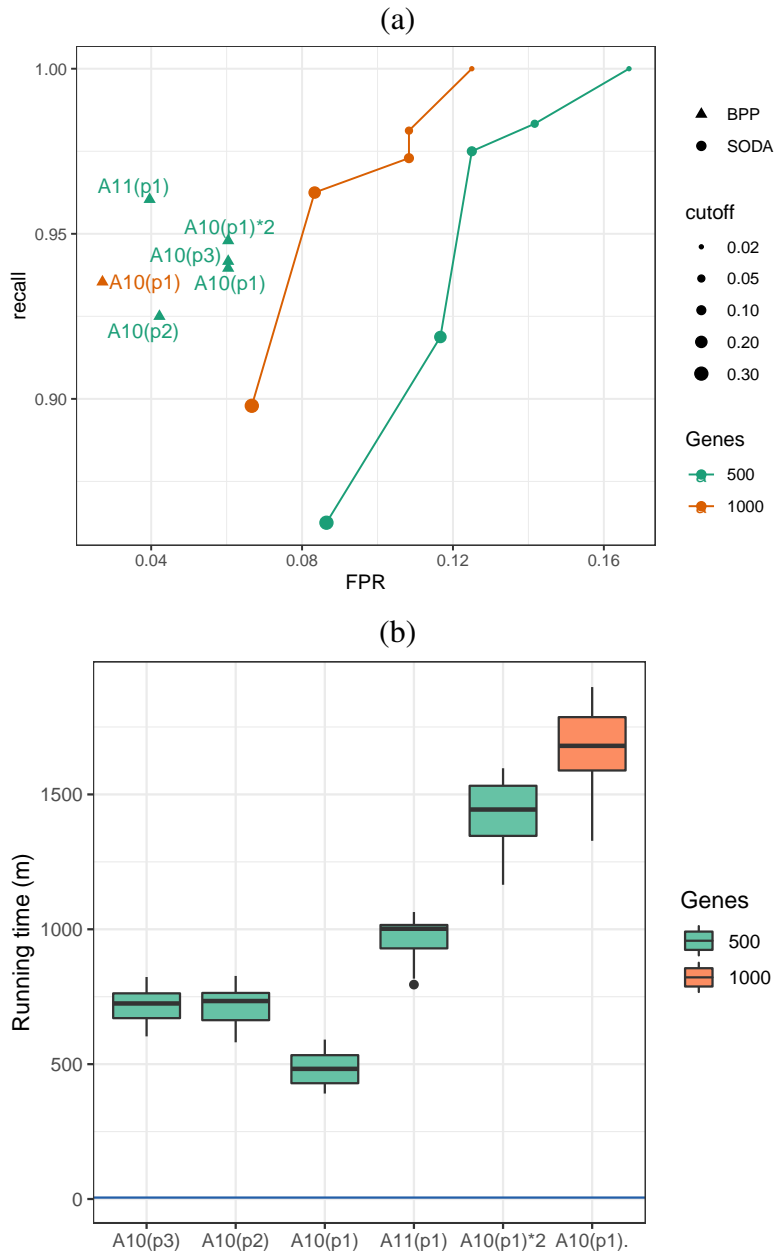 (a)
1.00
0.95
0.90
recall
A11(p1)
A10(p1)*2
A10(p3)
A10(p1)
A10(p1)
A10(p2)
0.04
0.08
0.12
0.16
FPR
BPP
SODA
cutoff
0.02
0.05
0.10
0.20
0.30
Genes
500
1000
(b)
1500
1000
500
0
Running time (m)
A10(p3)
A10(p2)
A10(p1)
A11(p1)
A10(p1)*2
A10(p1).
Genes
500
1000